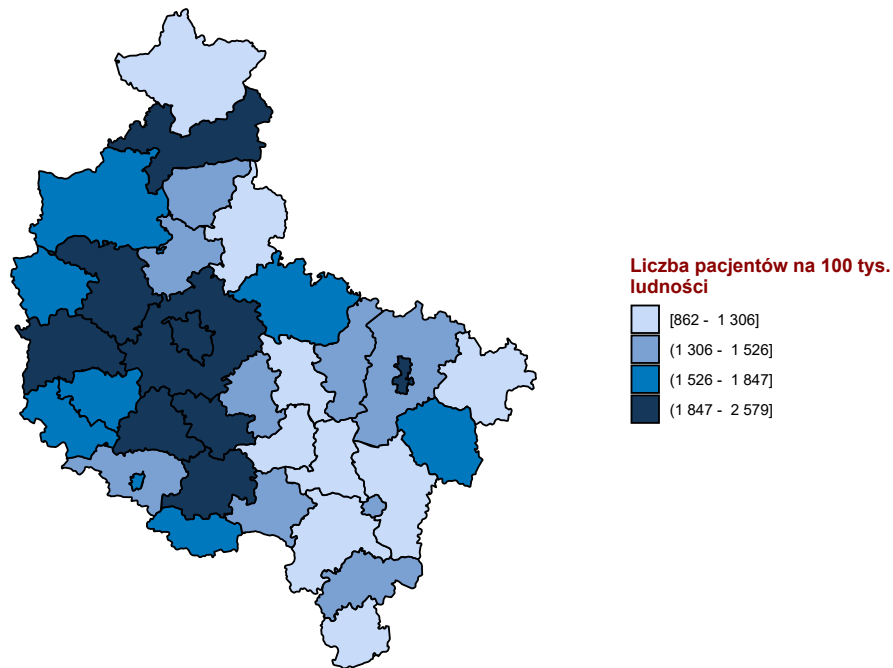 Liczba pacjentów na 100 tys.
ludności
[862 - 1 306]
(1 306 - 1 526]
(1 526 - 1 847]
(1 847 - 2 579]